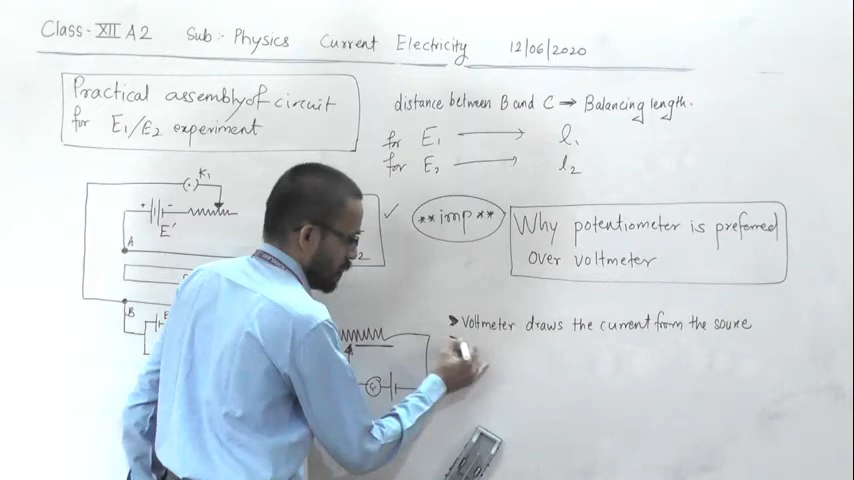 Class- XII A2 Sub:- Physics Current Electricity 12/06/2020
Practical assembly of circuit
for E₁/E₂ experiment
distance between B and C ⇒ Balancing length.
for E₁ → l₁
for E₂ → l₂
**imp**
Why potentiometer is preferred
over voltmeter
K₁
+ -
E'
A
B
E
2
G
Voltmeter draws the current from the sourxe